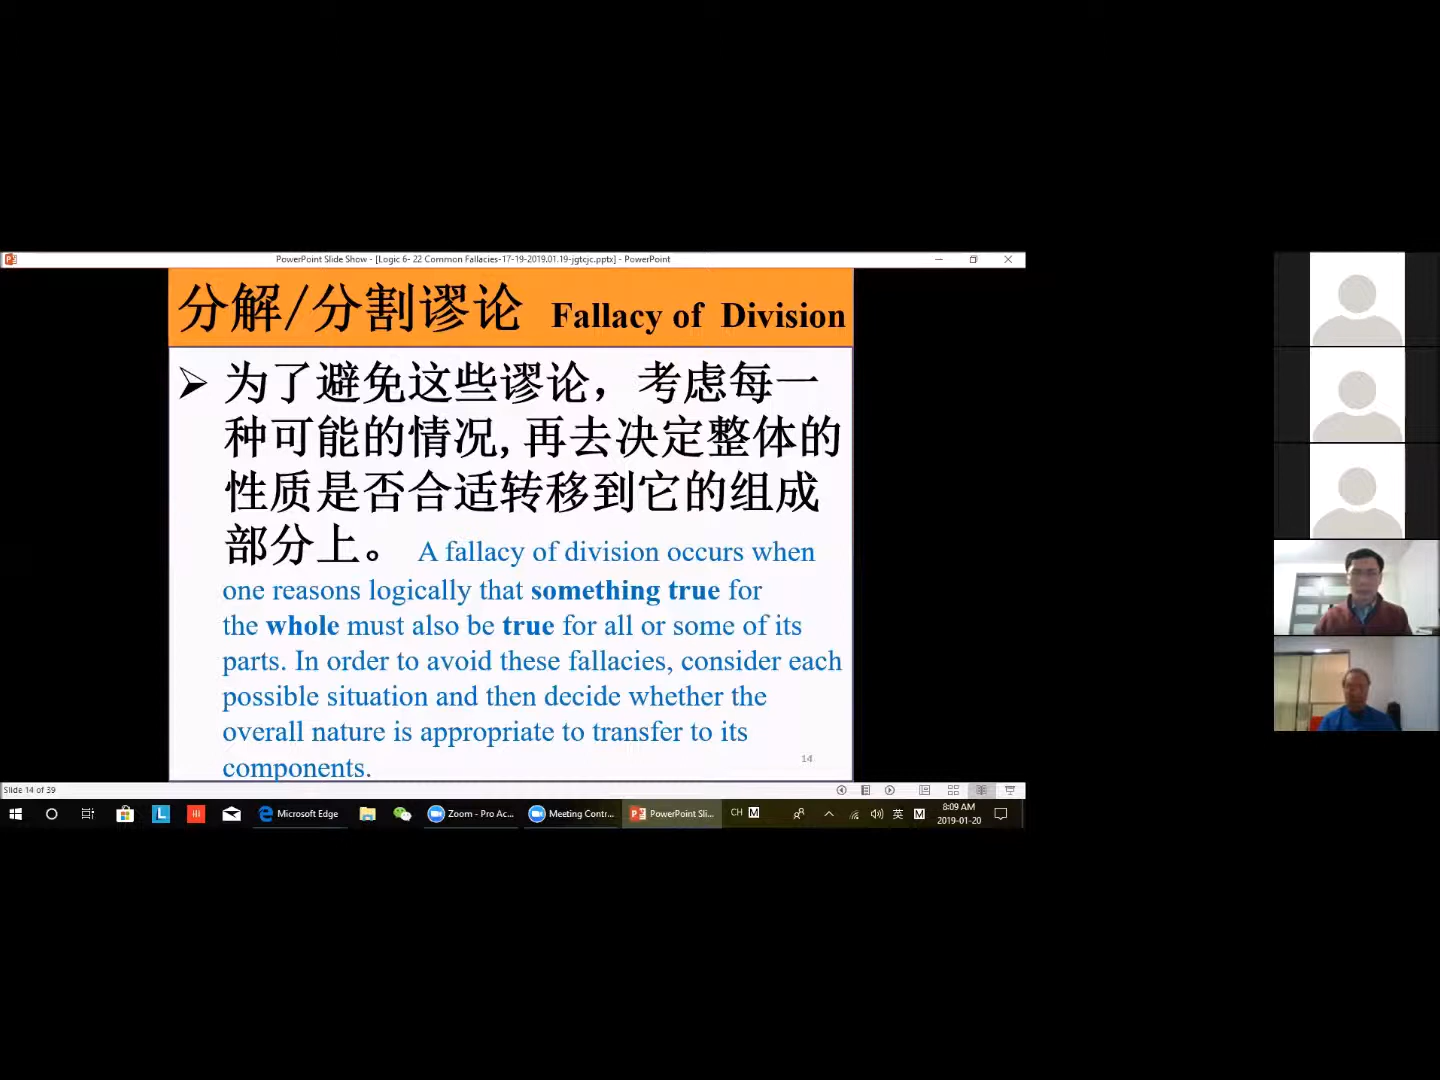 PowerPoint Slide Show - [Logic 6- 22 Common Fallacies-17-19-2019.01.19-jgtcjc.pptx] - PowerPoint
分解/分割谬论 Fallacy of Division
为了避免这些谬论，考虑每一
种可能的情况,再去决定整体的
性质是否合适转移到它的组成
部分上。 A fallacy of division occurs when
one reasons logically that something true for
the whole must also be true for all or some of its
parts. In order to avoid these fallacies, consider each
possible situation and then decide whether the
overall nature is appropriate to transfer to its
components.
14
Slide 14 of 39
Microsoft Edge
Zoom - Pro Ac...
Meeting Contr...
PowerPoint Sli...
CH M
英 M
8:09 AM
2019-01-20